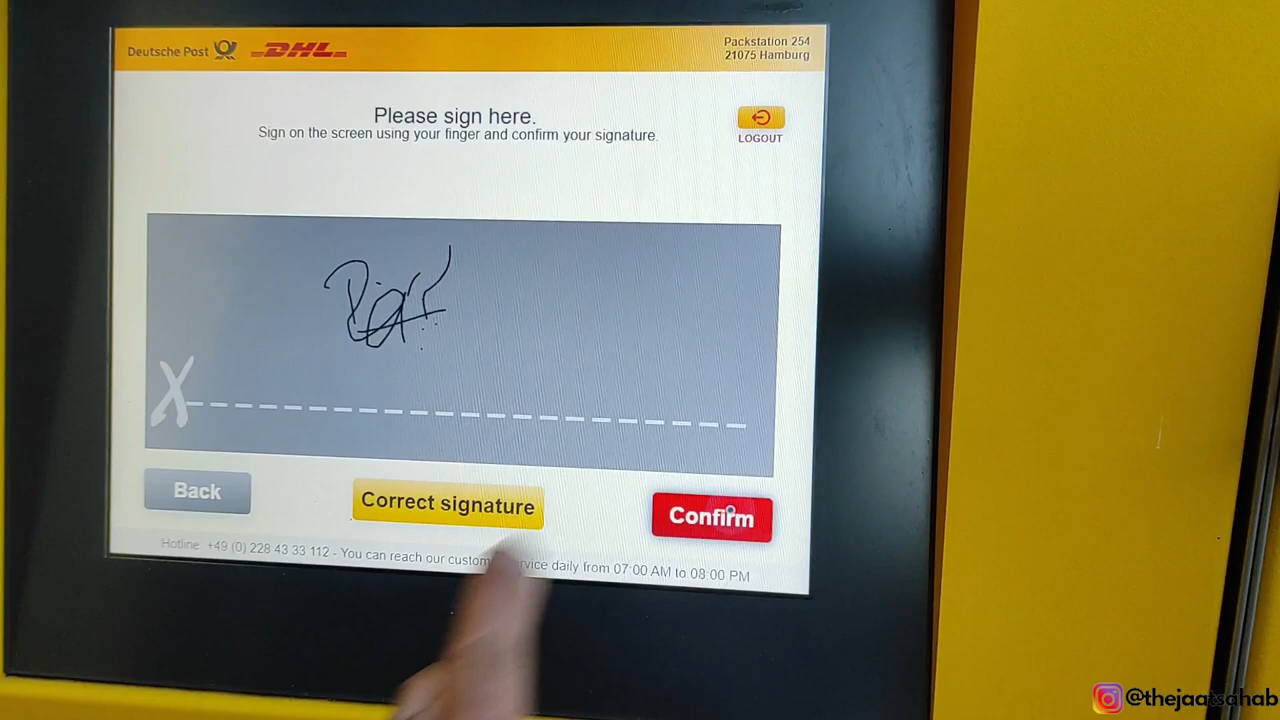 Deutsche Post DHL
Packstation 254
21075 Hamburg
Please sign here.
Sign on the screen using your finger and confirm your signature.
LOGOUT
X
Back
Correct signature
Confirm
Hotline: +49 (0) 228 43 33 112 - You can reach our customer service daily from 07:00 AM to 08:00 PM
@thejaatsahab